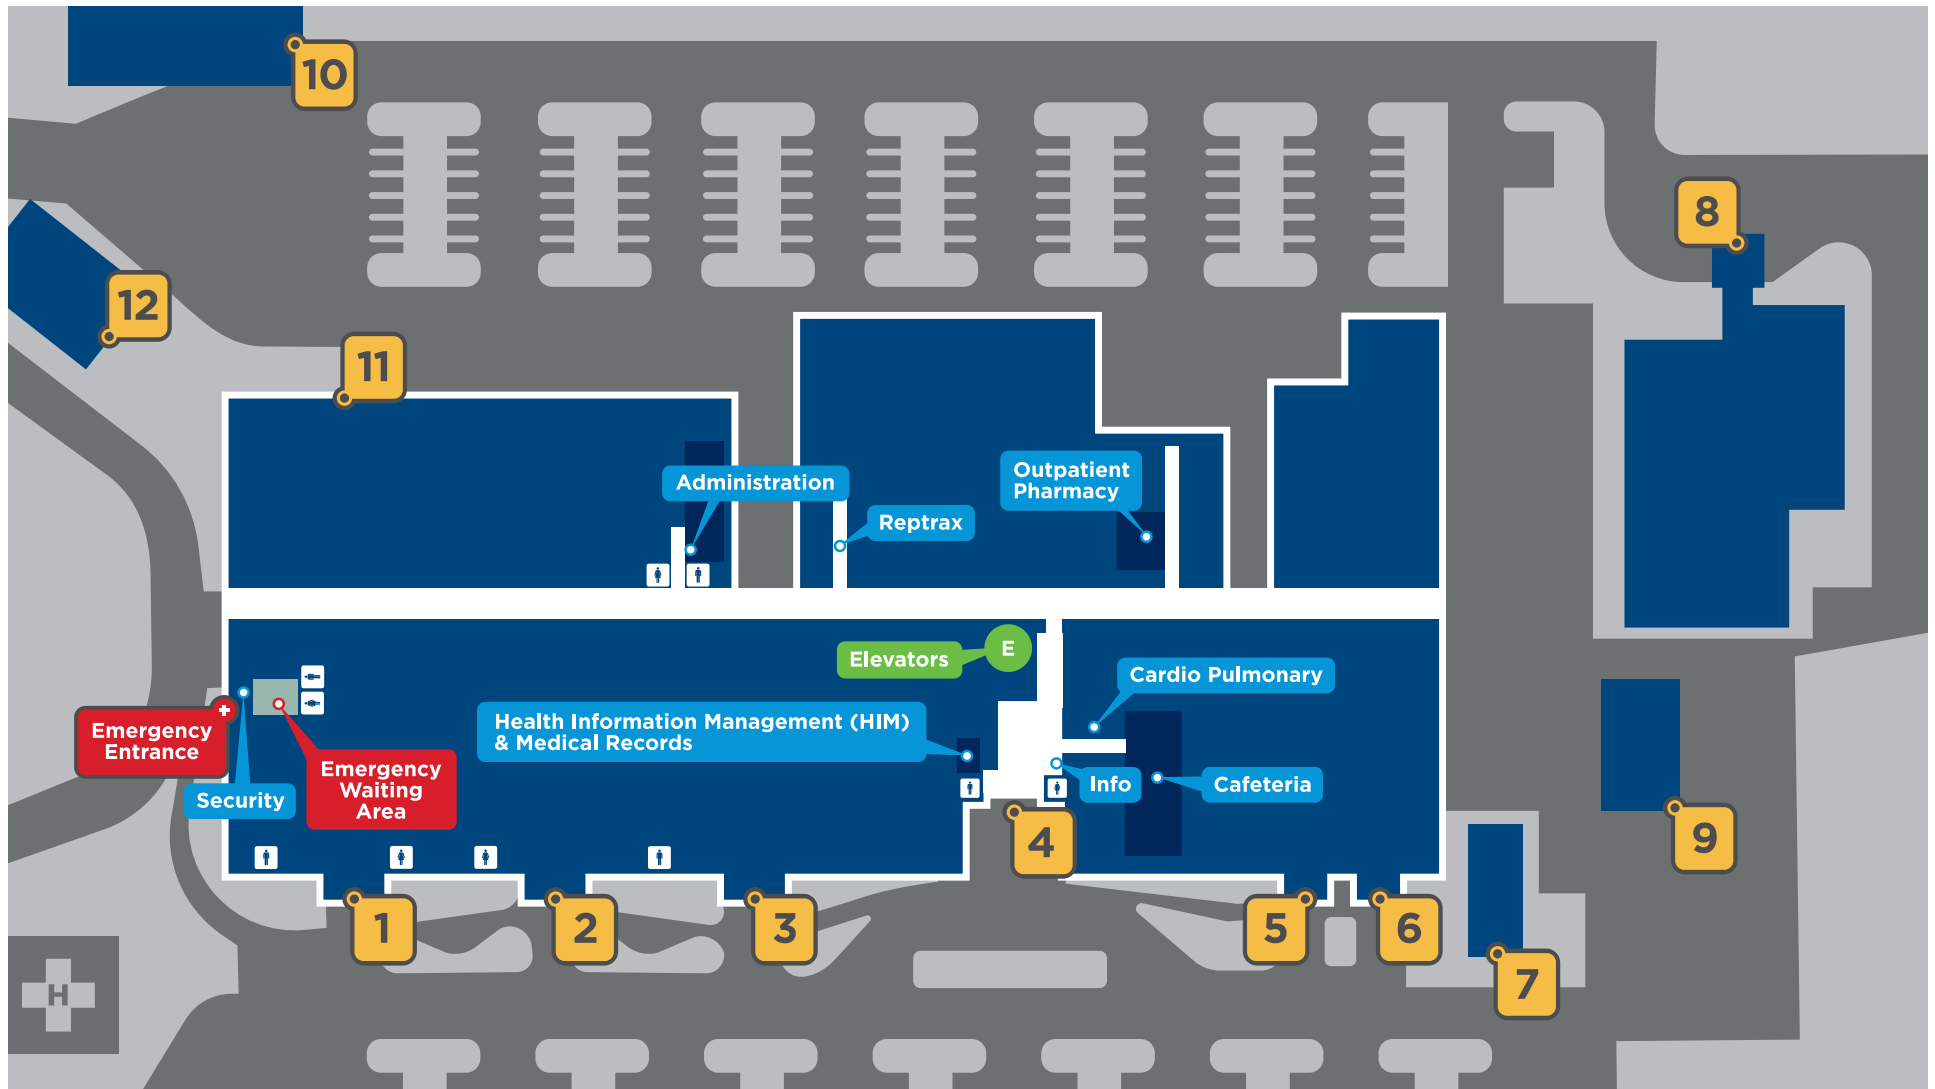 10
8
12
11
Administration
Outpatient
Pharmacy
Reptrax
E
Elevators
Cardio Pulmonary
Health Information Management (HIM)
& Medical Records
Emergency
Entrance
Emergency
Waiting
Area
Security
Info
Cafeteria
4
9
1
2
3
5
6
7
H